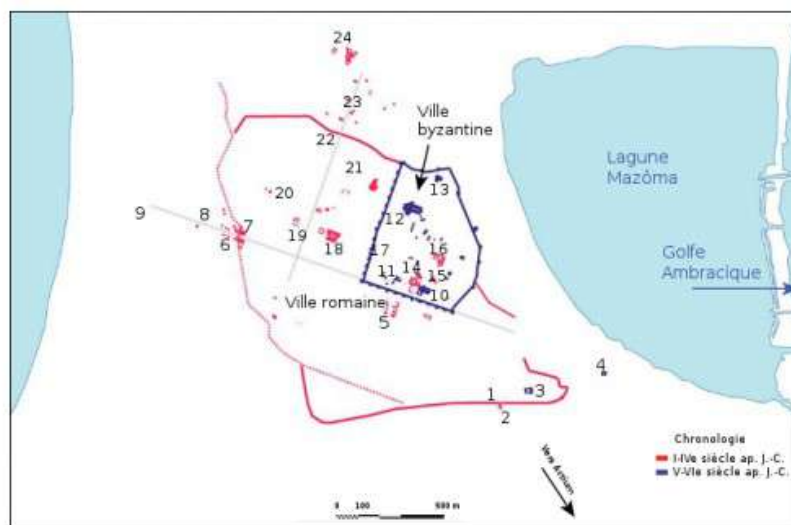 24
23
Ville
byzantine
22
21
13
Lagune
Mazôma
20
12
9
8
7
6
19
18
17
16
Golfe
Ambracique
14
15
11
10
Ville romaine
5
4
1
3
2
Chronologie
I-IVe siècle ap. J.-C.
V-VIe siècle ap. J.-C.
Vers Actium
0 100 500 m